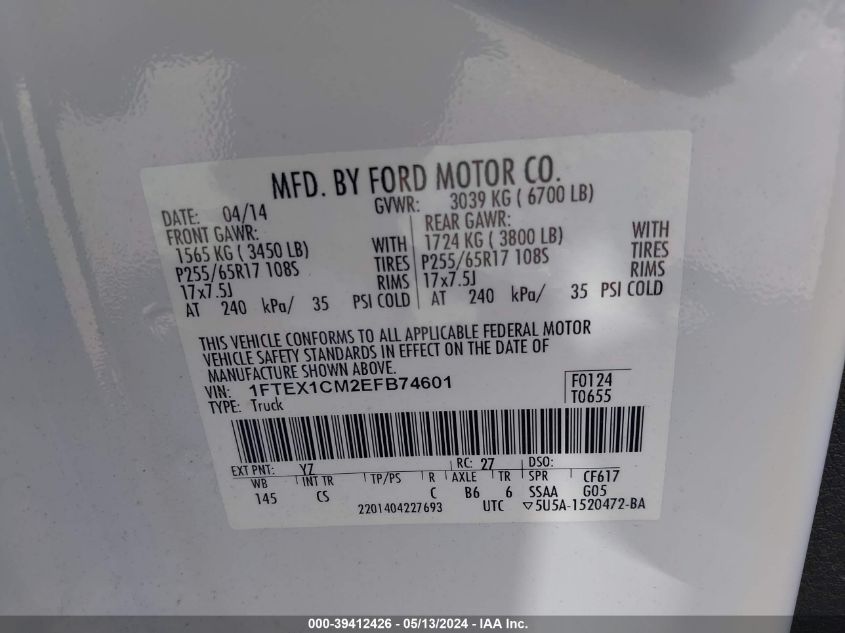 MFD. BY FORD MOTOR CO.
DATE: 04/14 GVWR: 3039 KG ( 6700 LB)
FRONT GAWR: REAR GAWR:
1565 KG ( 3450 LB) WITH 1724 KG ( 3800 LB) WITH
P255/65R17 108S TIRES P255/65R17 108S TIRES
17x7.5J RIMS 17x7.5J RIMS
AT 240 kPa/ 35 PSI COLD AT 240 kPa/ 35 PSI COLD
THIS VEHICLE CONFORMS TO ALL APPLICABLE FEDERAL MOTOR
VEHICLE SAFETY STANDARDS IN EFFECT ON THE DATE OF
MANUFACTURE SHOWN ABOVE.
VIN: 1FTEX1CM2EFB74601 F0124
TYPE: Truck T0655
EXT PNT: YZ RC: 27 DSO:
WB INT TR TP/PS R AXLE TR SPR CF617
145 CS C B6 6 SSAA G05
2201404227693 UTC ▽5U5A-1520472-BA
000-39412426 - 05/13/2024 - IAA Inc.